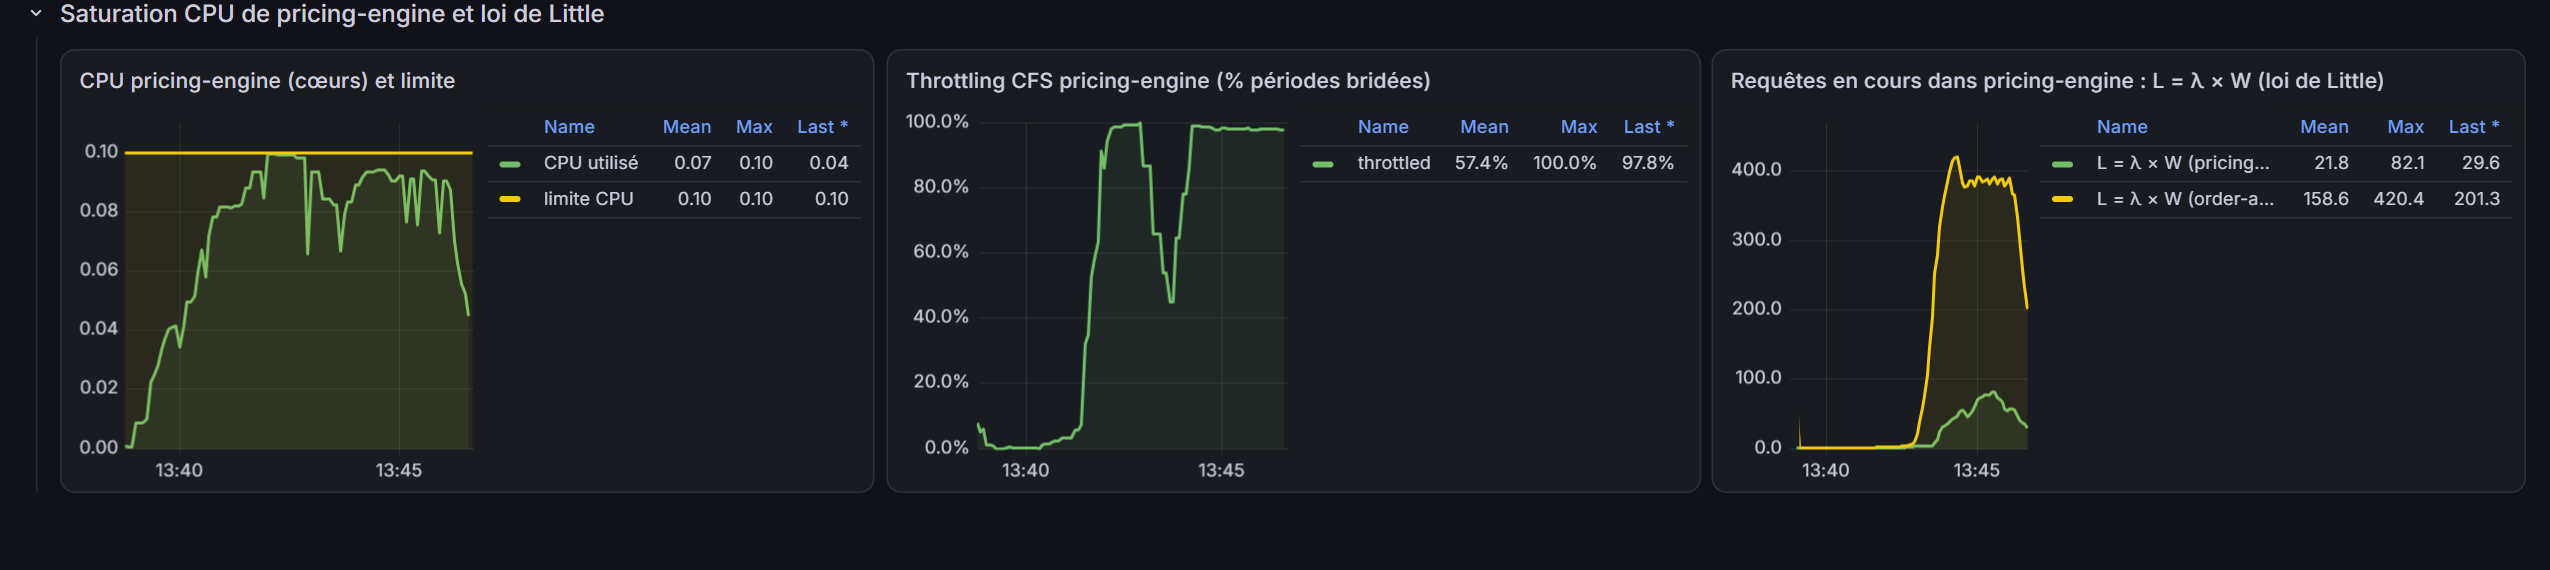 Saturation CPU de pricing-engine et loi de Little
CPU pricing-engine (cœurs) et limite
Name Mean Max Last *
CPU utilisé 0.07 0.10 0.04
limite CPU 0.10 0.10 0.10
0.10
0.08
0.06
0.04
0.02
0.00
13:40 13:45
Throttling CFS pricing-engine (% périodes bridées)
Name Mean Max Last *
throttled 57.4% 100.0% 97.8%
100.0%
80.0%
60.0%
40.0%
20.0%
0.0%
13:40 13:45
Requêtes en cours dans pricing-engine : L = λ × W (loi de Little)
Name Mean Max Last *
L = λ × W (pricing... 21.8 82.1 29.6
L = λ × W (order-a... 158.6 420.4 201.3
400.0
300.0
200.0
100.0
0.0
13:40 13:45